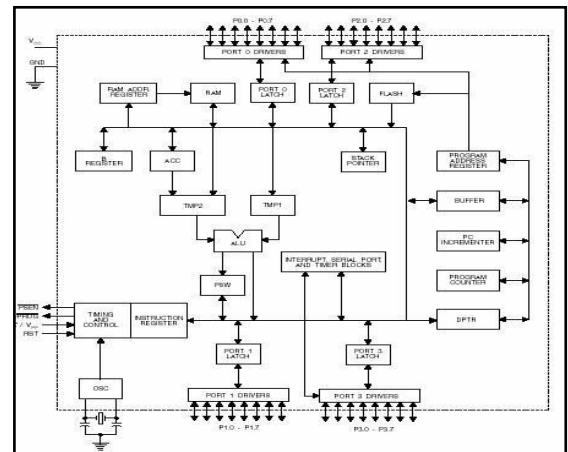 P0.0 - P0.7
P2.0 - P2.7
VCC
GND
PORT 0 DRIVERS
PORT 2 DRIVERS
RAM ADDR.
REGISTER
RAM
PORT 0
LATCH
PORT 2
LATCH
FLASH
B
REGISTER
ACC
STACK
POINTER
PROGRAM
ADDRESS
REGISTER
TMP2
TMP1
BUFFER
ALU
INTERRUPT, SERIAL PORT,
AND TIMER BLOCKS
PC
INCREMENTER
PSW
PROGRAM
COUNTER
PSEN
PROG
/ VPP
RST
TIMING
AND
CONTROL
INSTRUCTION
REGISTER
DPTR
PORT 1
LATCH
PORT 3
LATCH
OSC
PORT 1 DRIVERS
PORT 3 DRIVERS
P1.0 - P1.7
P3.0 - P3.7